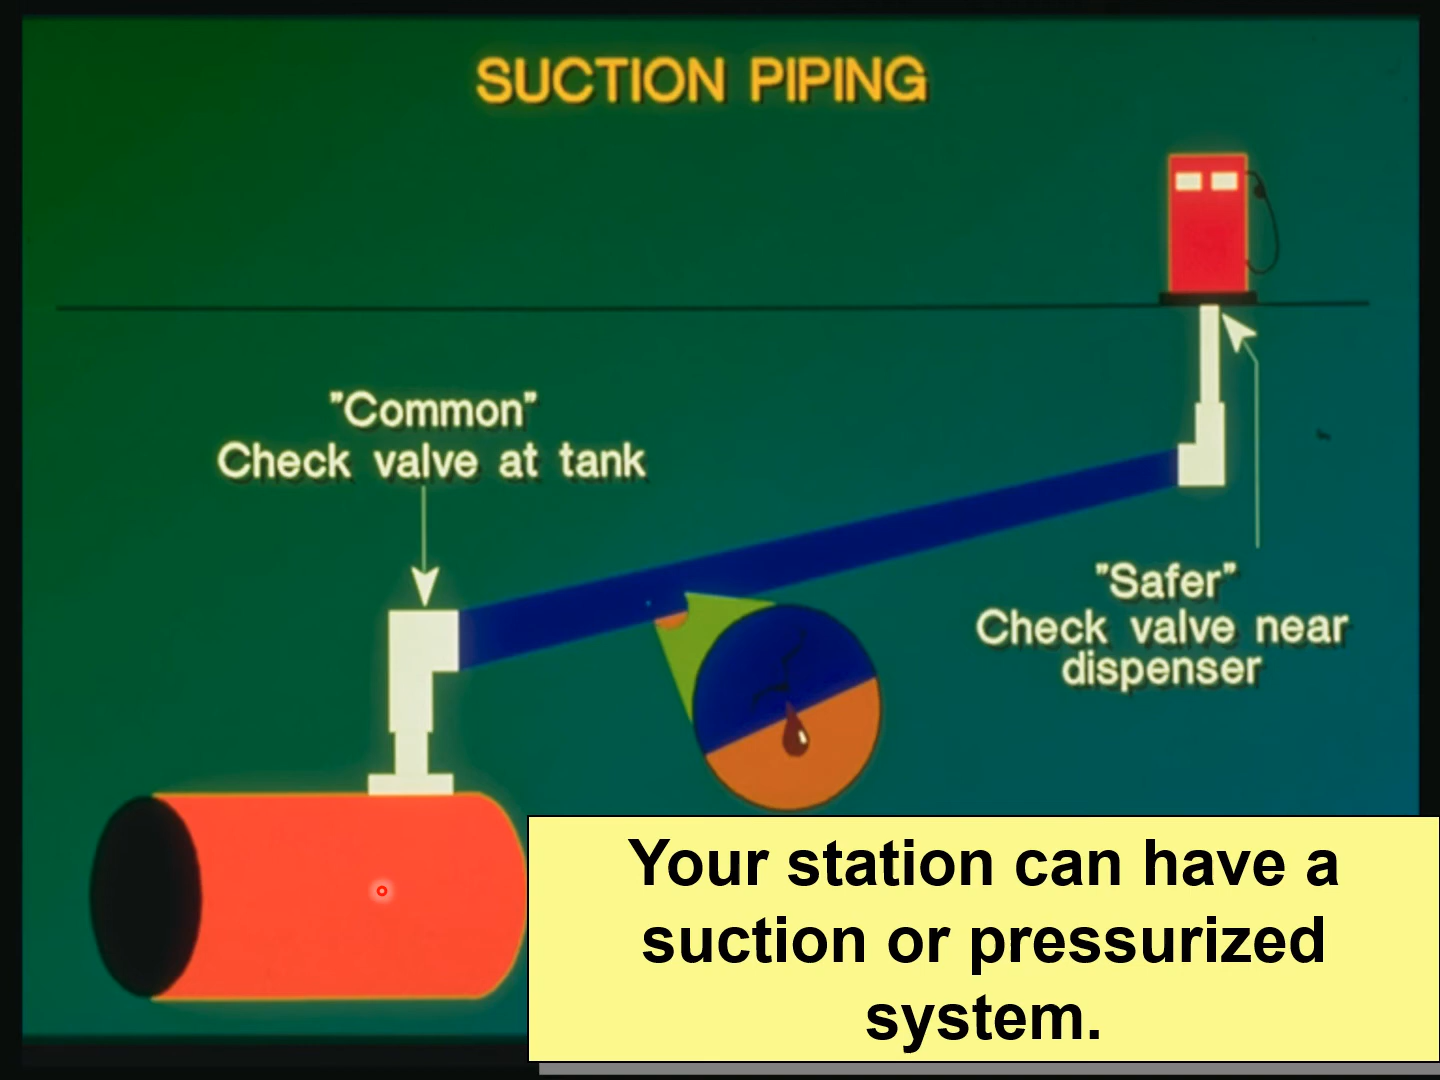 SUCTION PIPING
"Common"
Check valve at tank
"Safer"
Check valve near
dispenser
Your station can have a
suction or pressurized
system.